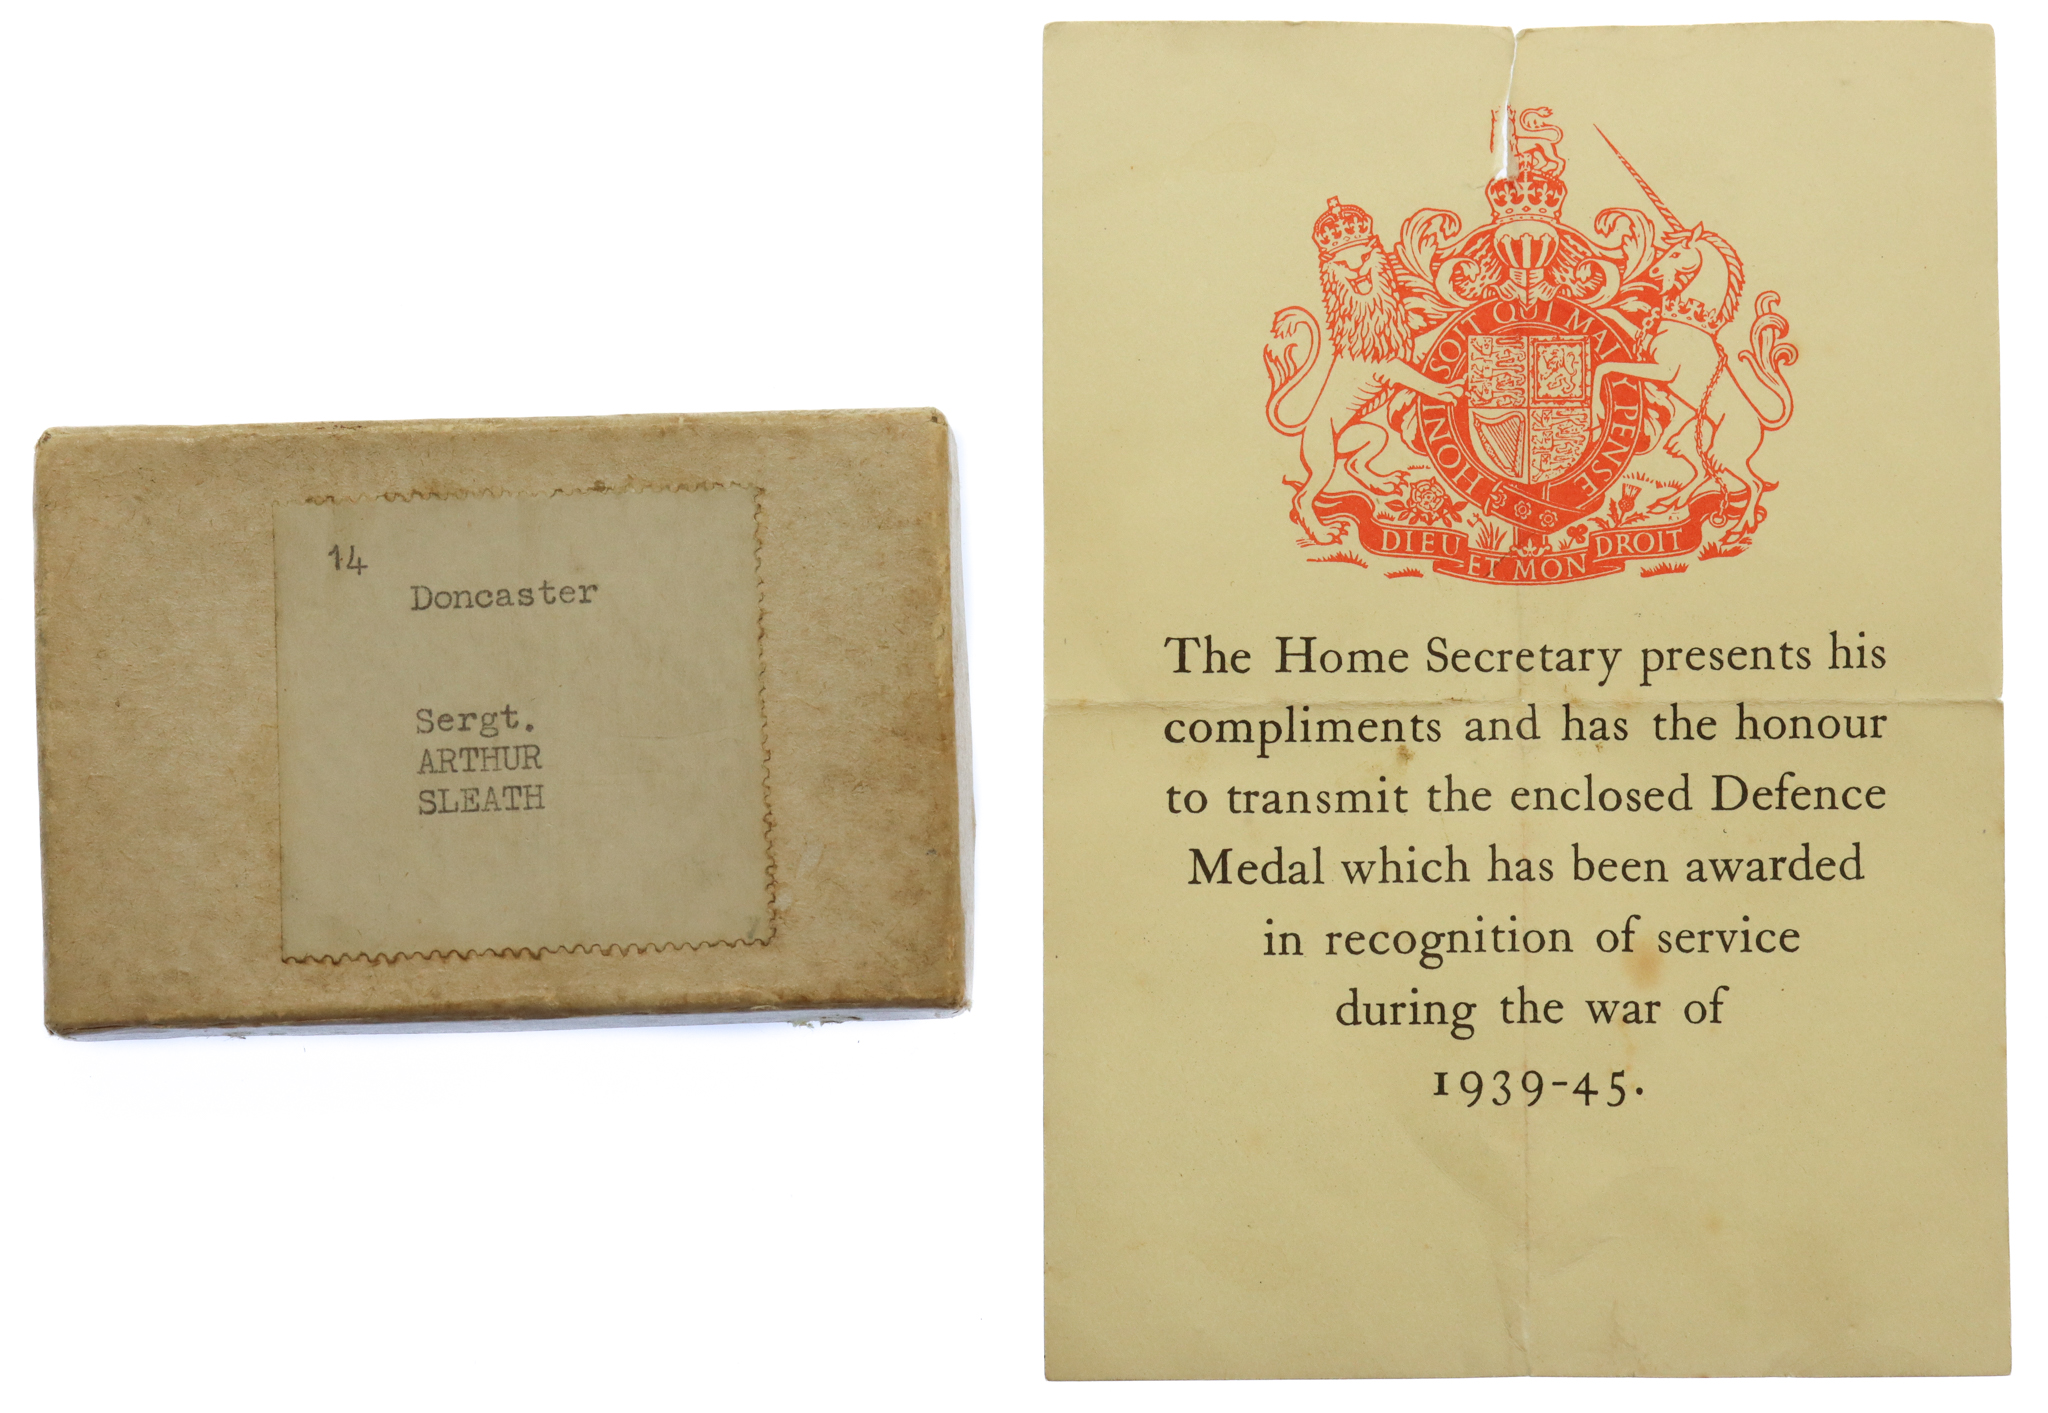 14
Doncaster
Sergt.
ARTHUR
SLEATH
HONI SOIT QUI MAL Y PENSE
DIEU ET MON DROIT
The Home Secretary presents his
compliments and has the honour
to transmit the enclosed Defence
Medal which has been awarded
in recognition of service
during the war of
1939-45.